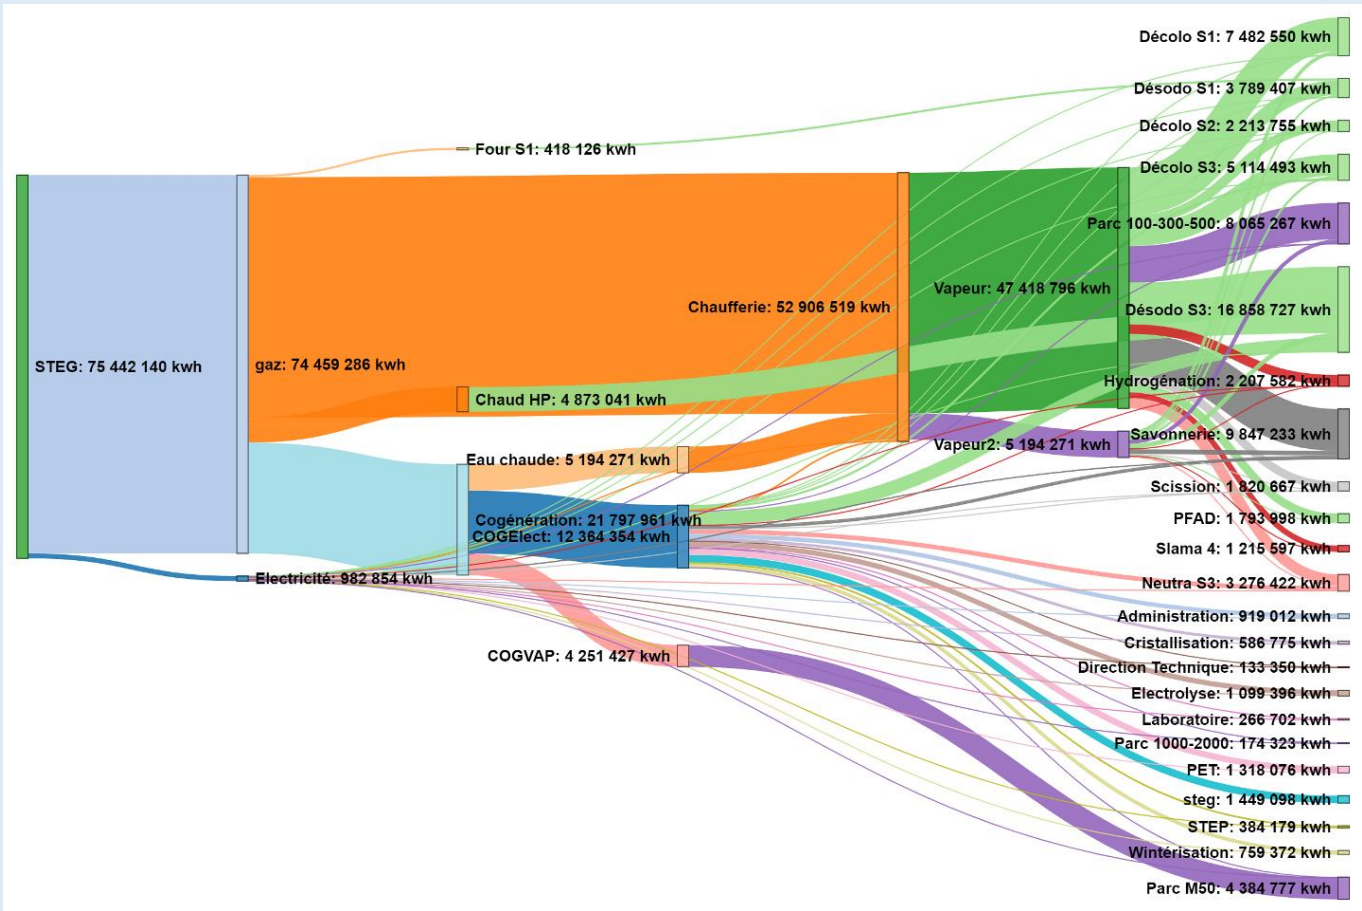 Décolo S1: 7 482 550 kwh
Désodo S1: 3 789 407 kwh
Décolo S2: 2 213 755 kwh
Four S1: 418 126 kwh
Décolo S3: 5 114 493 kwh
Parc 100-300-500: 8 065 267 kwh
Vapeur: 47 418 796 kwh
Chaufferie: 52 906 519 kwh
Désodo S3: 16 858 727 kwh
STEG: 75 442 140 kwh
gaz: 74 459 286 kwh
Hydrogénation: 2 207 582 kwh
Chaud HP: 4 873 041 kwh
Savonnerie: 9 847 233 kwh
Vapeur2: 5 194 271 kwh
Eau chaude: 5 194 271 kwh
Scission: 1 820 667 kwh
PFAD: 1 793 998 kwh
Cogénération: 21 797 961 kwh
COGElect: 12 364 354 kwh
Slama 4: 1 215 597 kwh
Electricité: 982 854 kwh
Neutra S3: 3 276 422 kwh
Administration: 919 012 kwh
Cristallisation: 586 775 kwh
COGVAP: 4 251 427 kwh
Direction Technique: 133 350 kwh
Electrolyse: 1 099 396 kwh
Laboratoire: 266 702 kwh
Parc 1000-2000: 174 323 kwh
PET: 1 318 076 kwh
steg: 1 449 098 kwh
STEP: 384 179 kwh
Wintérisation: 759 372 kwh
Parc M50: 4 384 777 kwh